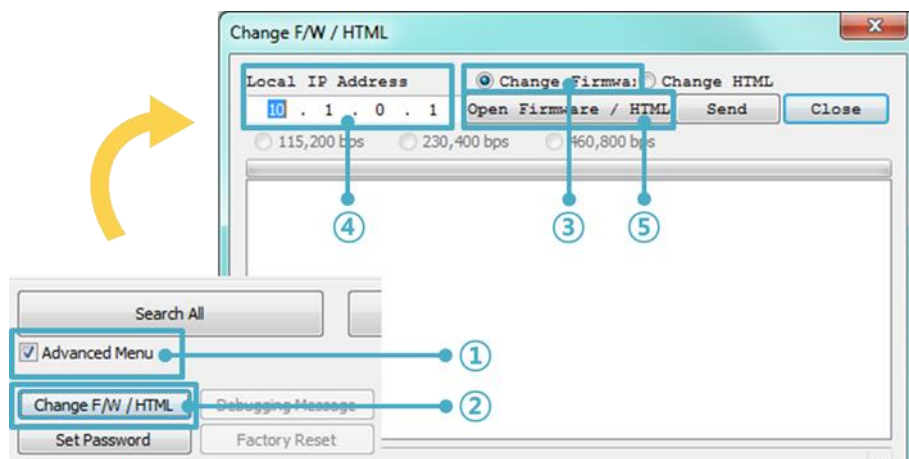 Change F/W / HTML
Local IP Address
Change Firmwar Change HTML
10 . 1 . 0 . 1
Open Firmware / HTML
Send
Close
115,200 bps
230,400 bps
460,800 bps
④
③
⑤
Search All
Advanced Menu
①
Change F/W / HTML
Debugging Message
②
Set Password
Factory Reset